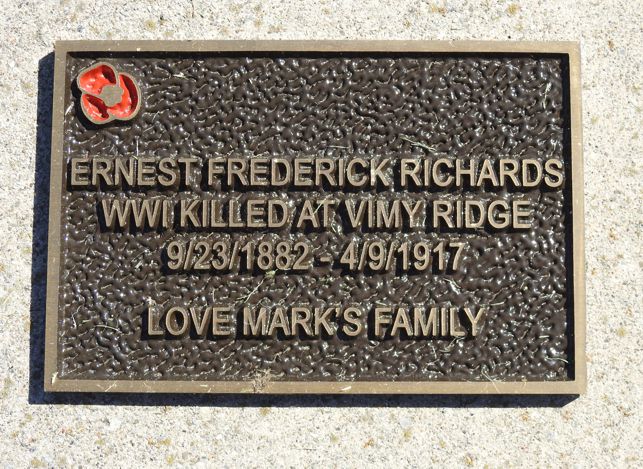 ERNEST FREDERICK RICHARDS
WWI KILLED AT VIMY RIDGE
9/23/1882 - 4/9/1917
LOVE MARK'S FAMILY